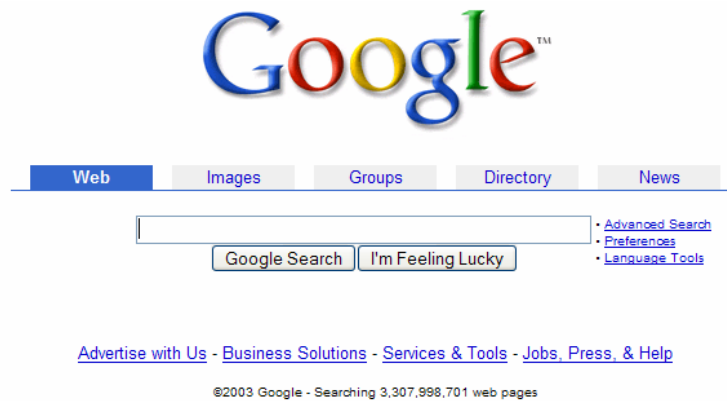 Google™
Web Images Groups Directory News
• Advanced Search
• Preferences
• Language Tools
Google Search I'm Feeling Lucky
Advertise with Us - Business Solutions - Services & Tools - Jobs, Press, & Help
©2003 Google - Searching 3,307,998,701 web pages